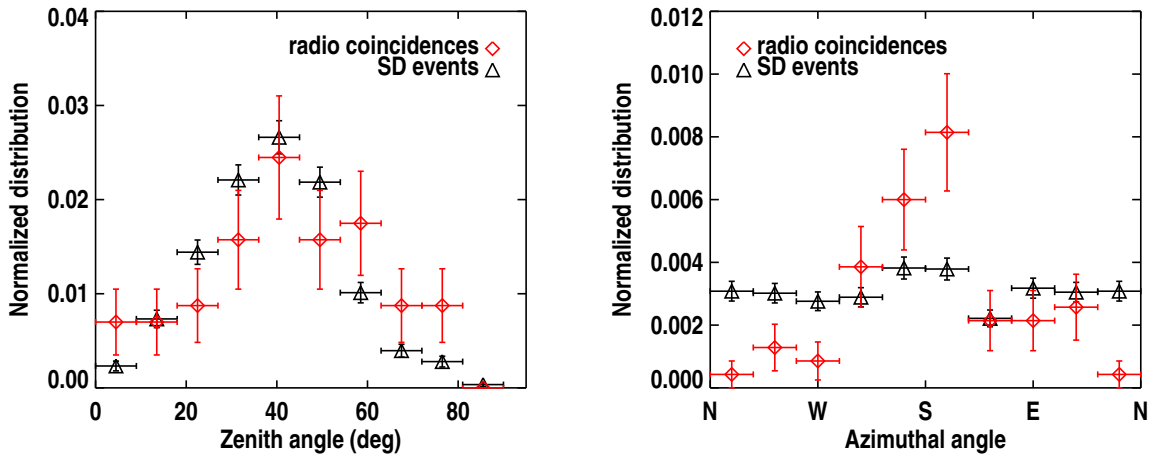 0.04
0.03
0.02
0.01
0.00
Normalized distribution
radio coincidences
SD events
0 20 40 60 80
Zenith angle (deg)
0.012
0.010
0.008
0.006
0.004
0.002
0.000
Normalized distribution
radio coincidences
SD events
N W S E N
Azimuthal angle